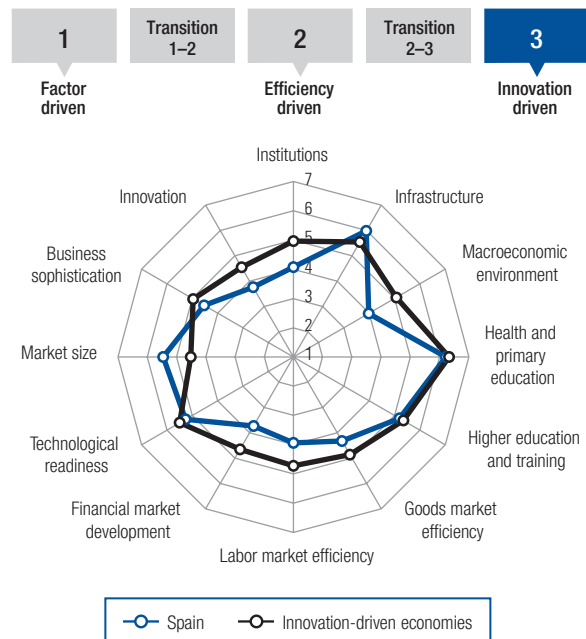 1
Transition
1–2
2
Transition
2–3
3
Factor
driven
Efficiency
driven
Innovation
driven
Institutions
Infrastructure
Macroeconomic
environment
Health and
primary
education
Higher education
and training
Goods market
efficiency
Labor market efficiency
Financial market
development
Technological
readiness
Market size
Business
sophistication
Innovation
7
6
5
4
3
2
1
Spain
Innovation-driven economies